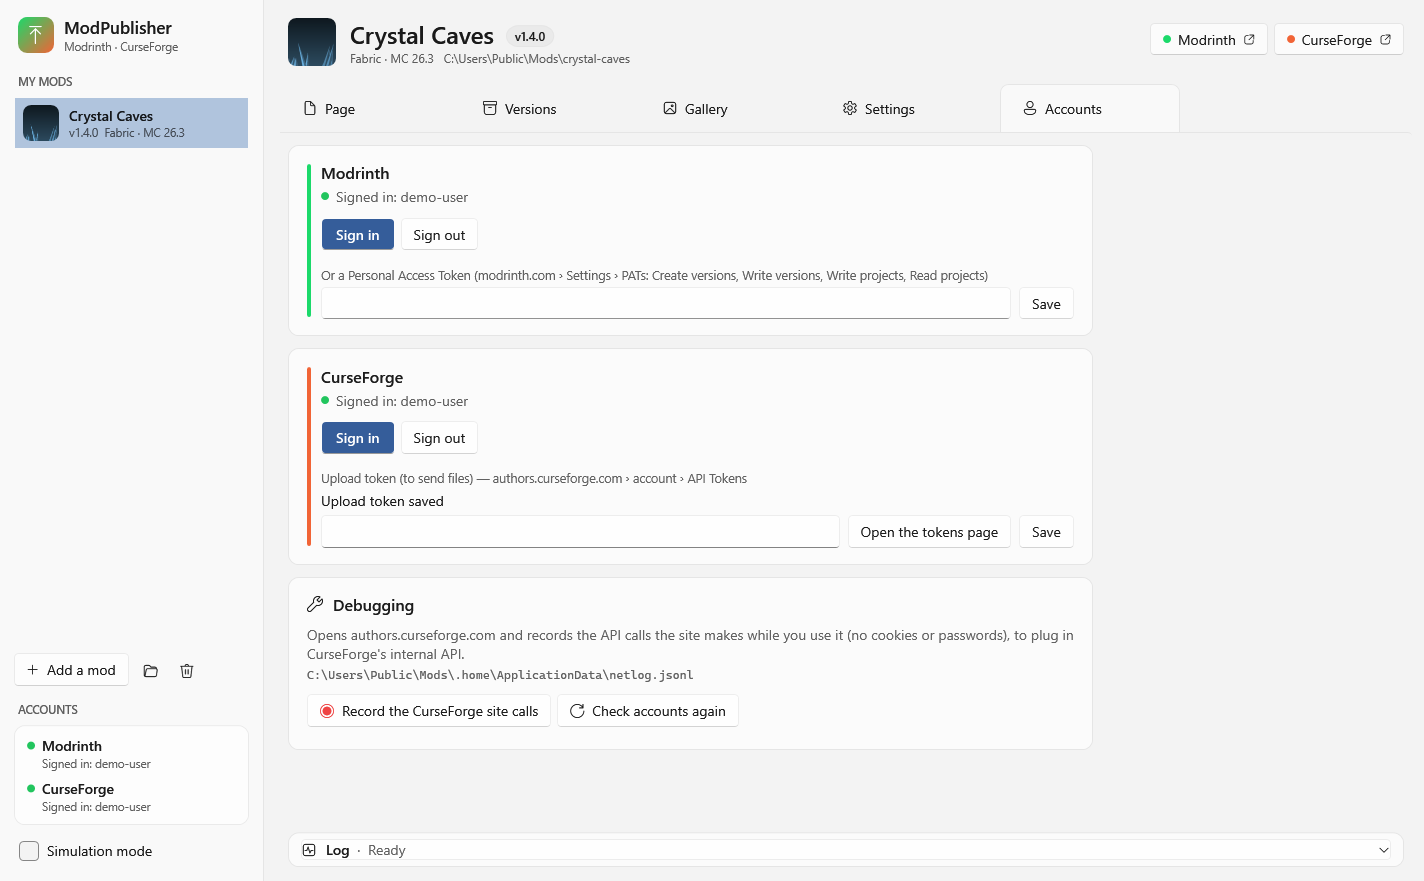 ModPublisher
Modrinth · CurseForge
MY MODS
Crystal Caves
v1.4.0 Fabric · MC 26.3
Add a mod
ACCOUNTS
Modrinth
Signed in: demo-user
CurseForge
Signed in: demo-user
Simulation mode
Crystal Caves v1.4.0
Fabric · MC 26.3 C:\Users\Public\Mods\crystal-caves
Modrinth
CurseForge
Page
Versions
Gallery
Settings
Accounts
Modrinth
Signed in: demo-user
Sign in
Sign out
Or a Personal Access Token (modrinth.com › Settings › PATs: Create versions, Write versions, Write projects, Read projects)
Save
CurseForge
Signed in: demo-user
Sign in
Sign out
Upload token (to send files) — authors.curseforge.com › account › API Tokens
Upload token saved
Open the tokens page
Save
Debugging
Opens authors.curseforge.com and records the API calls the site makes while you use it (no cookies or passwords), to plug in
CurseForge's internal API.
C:\Users\Public\Mods\.home\ApplicationData\netlog.jsonl
Record the CurseForge site calls
Check accounts again
Log · Ready